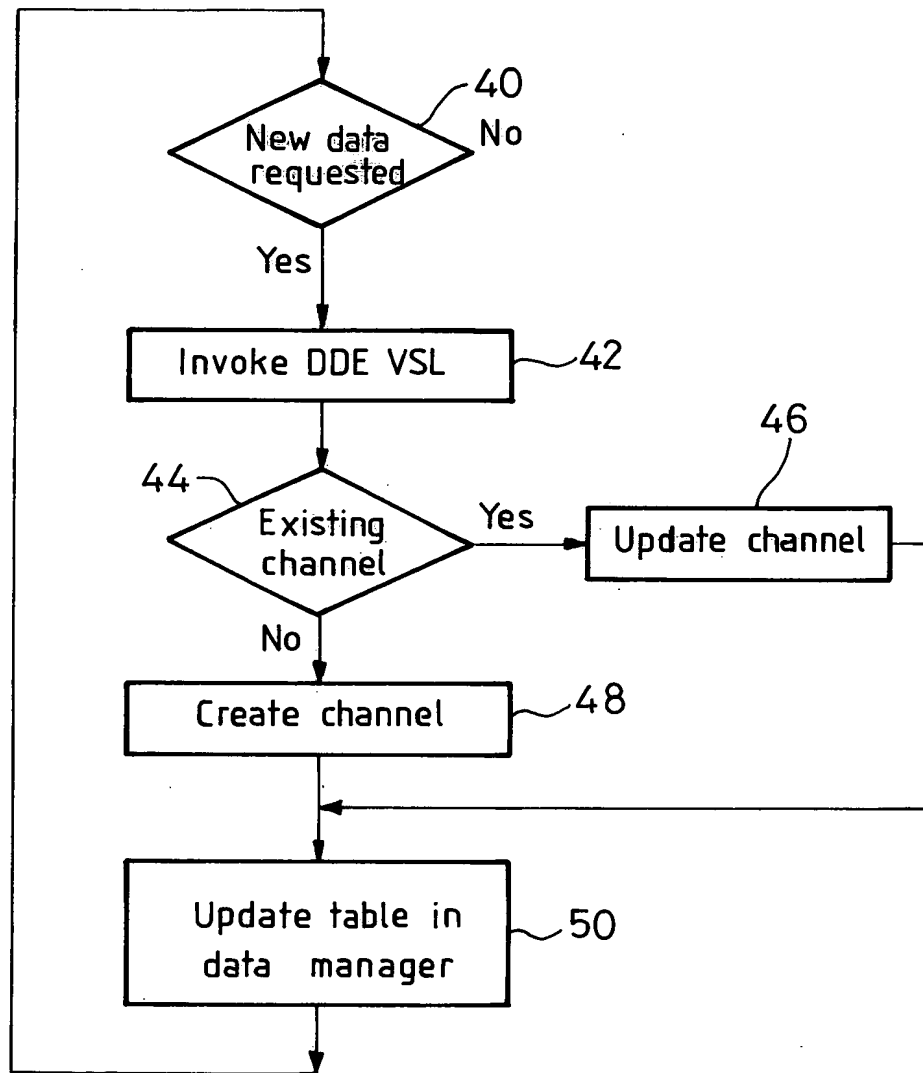 40
New data
requested
No
Yes
Invoke DDE VSL
42
44
Existing
channel
Yes
46
Update channel
No
Create channel
48
Update table in
data manager
50